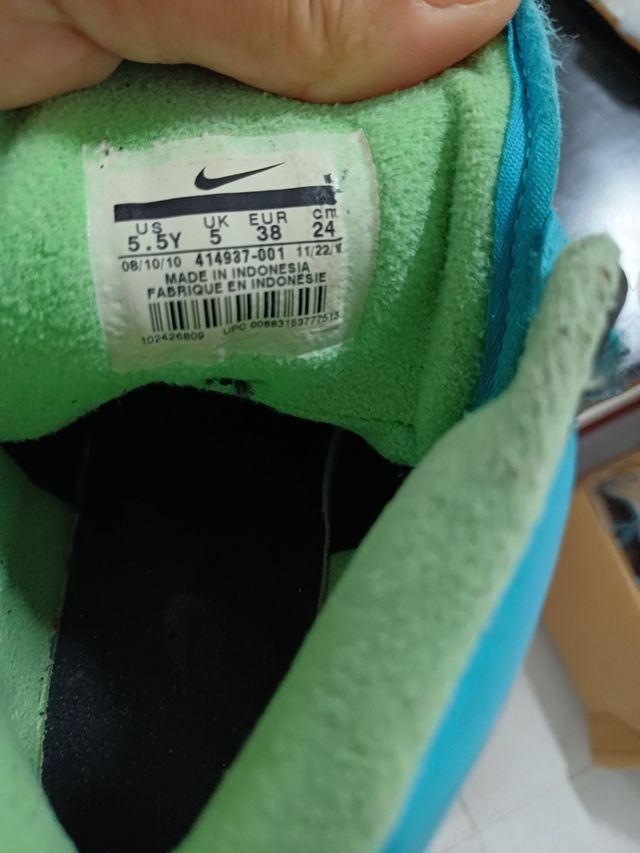 US UK EUR cm
5.5Y 5 38 24
08/10/10 414937-001 11/22/
MADE IN INDONESIA
FABRIQUE EN INDONESIE
102426809 UPC 00883153777513